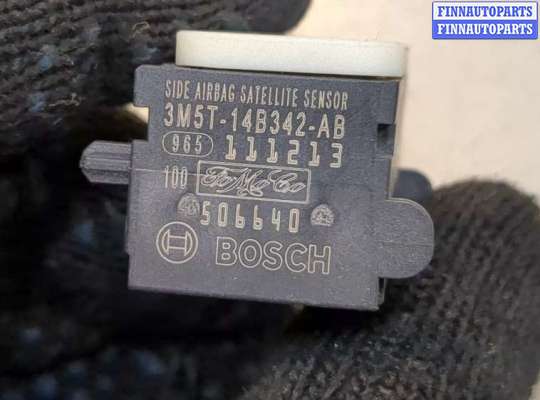 FINNAUTOPARTS
FINNAUTOPARTS
SIDE AIRBAG SATELLITE SENSOR
3M5T-14B342-AB
965 111213
100 FoMoCo
506640
BOSCH